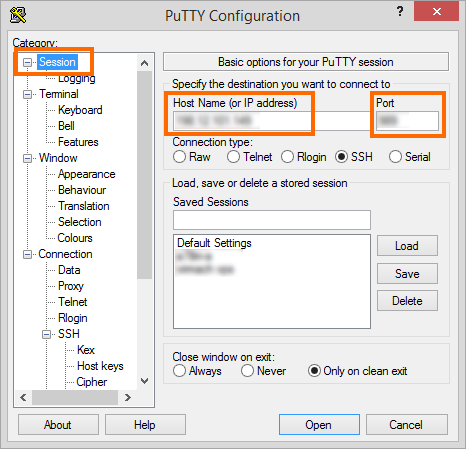 PuTTY Configuration
?
Category:
Session
Logging
Terminal
Keyboard
Bell
Features
Window
Appearance
Behaviour
Translation
Selection
Colours
Connection
Data
Proxy
Telnet
Rlogin
SSH
Kex
Host keys
Cipher
Basic options for your PuTTY session
Specify the destination you want to connect to
Host Name (or IP address) Port
Connection type:
Raw Telnet Rlogin SSH Serial
Load, save or delete a stored session
Saved Sessions
Default Settings
Load
Save
Delete
Close window on exit:
Always Never Only on clean exit
About Help Open Cancel